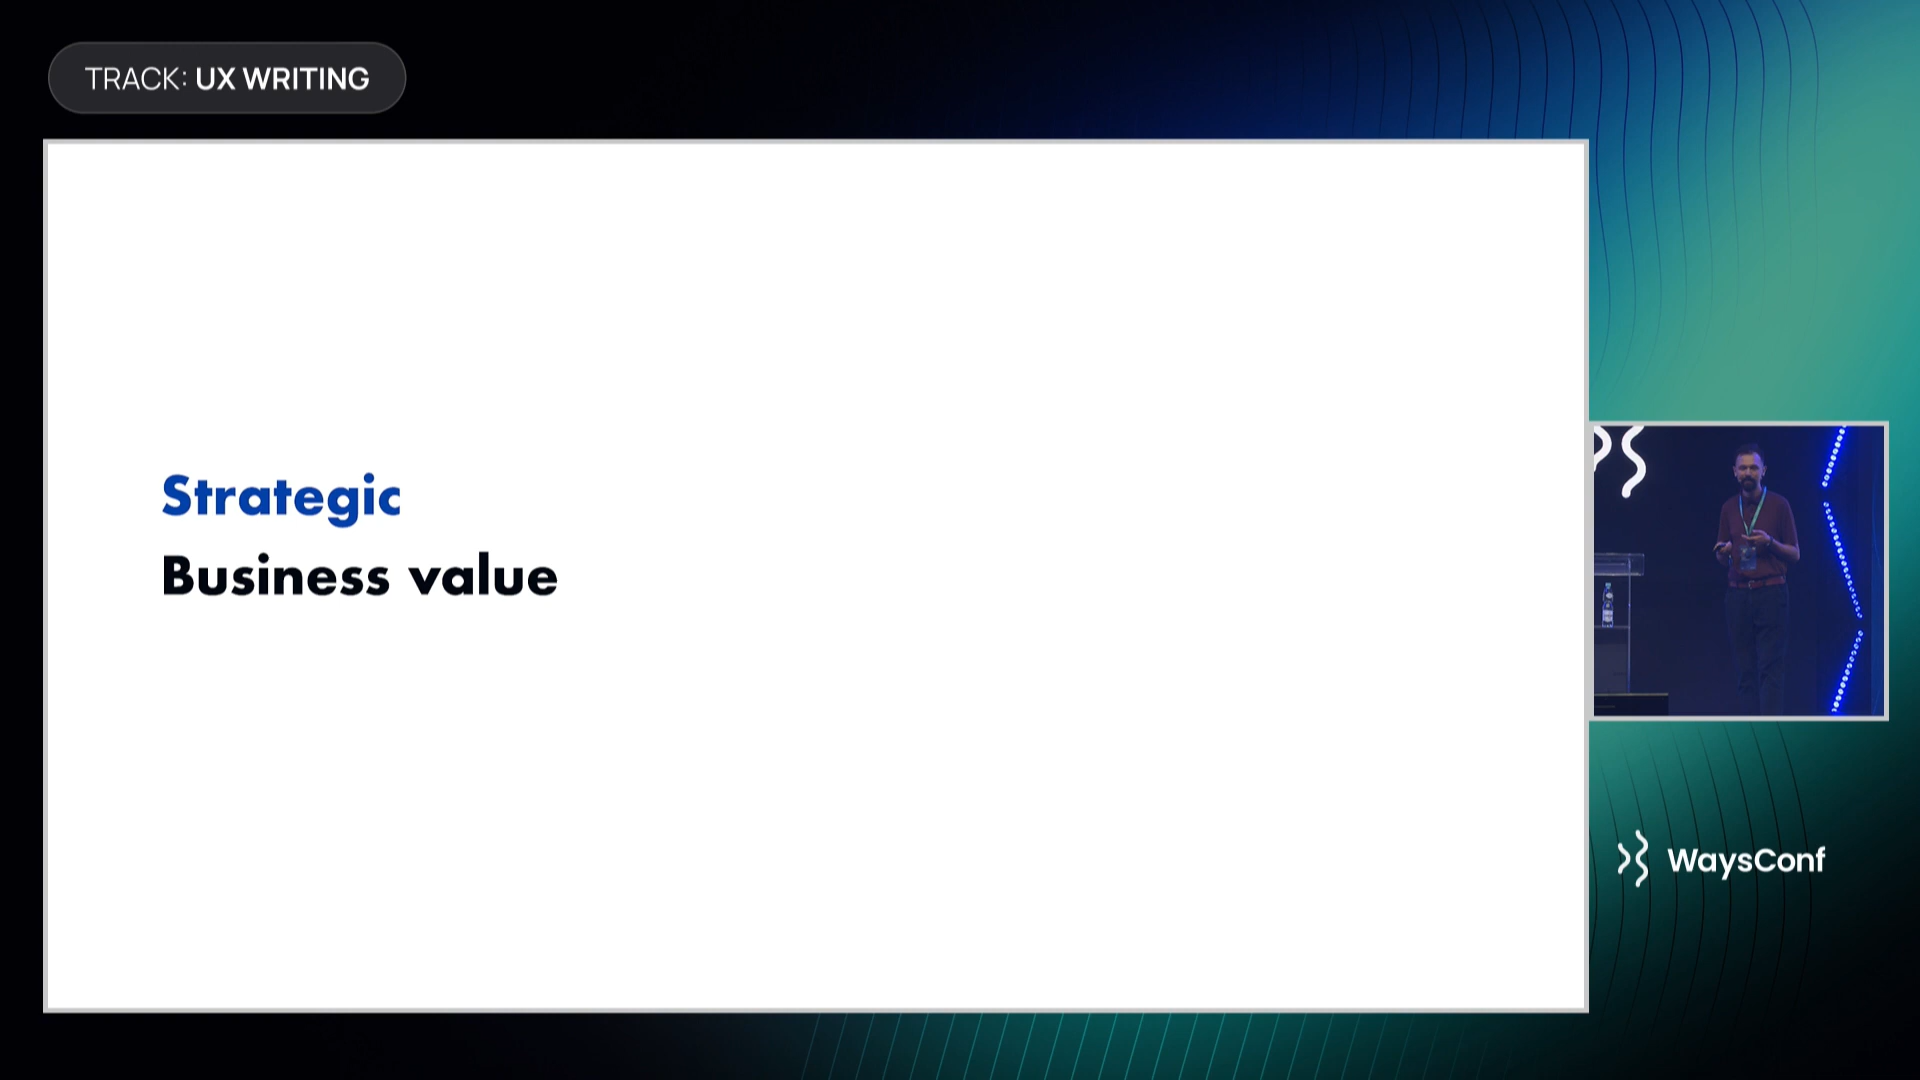 TRACK: UX WRITING
Strategic
Business value
WaysConf